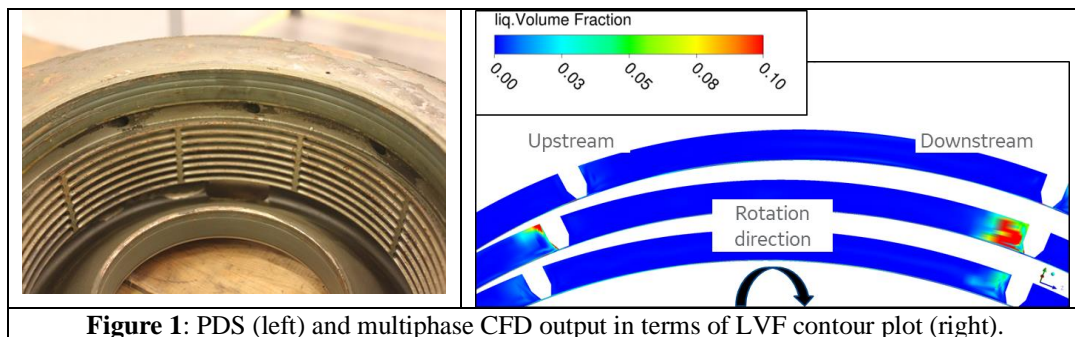 liq.Volume Fraction
0.00
0.03
0.05
0.08
0.10
Upstream
Downstream
Rotation
direction
Figure 1: PDS (left) and multiphase CFD output in terms of LVF contour plot (right).